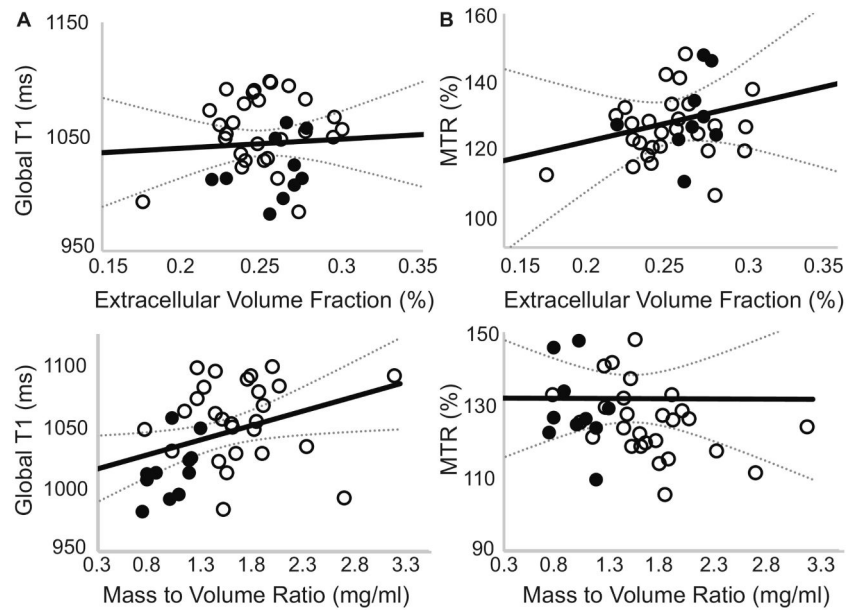 A
1150
1050
950
Global T1 (ms)
0.15 0.2 0.25 0.3 0.35
Extracellular Volume Fraction (%)
B
160
140
120
100
MTR (%)
0.15 0.2 0.25 0.3 0.35
Extracellular Volume Fraction (%)
1100
1050
1000
950
Global T1 (ms)
0.3 0.8 1.3 1.8 2.3 2.8 3.3
Mass to Volume Ratio (mg/ml)
150
130
110
90
MTR (%)
0.3 0.8 1.3 1.8 2.3 2.8 3.3
Mass to Volume Ratio (mg/ml)